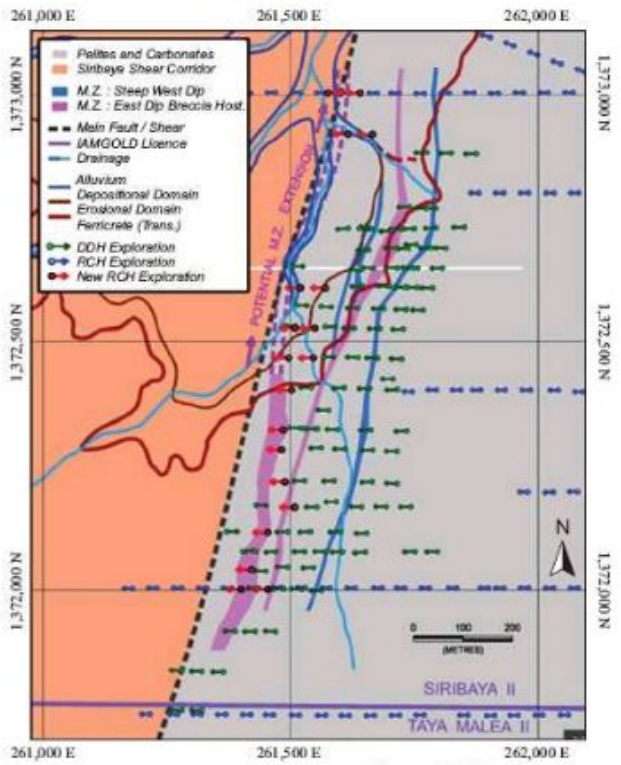 261,000 E 261,500 E 262,000 E
1,373,000 N
1,373,000 N
Pelites and Carbonates
Siribaya Shear Corridor
M.Z. : Steep West Dip
M.Z. : East Dip Breccia Host.
Main Fault / Shear
IAMGOLD Licence
Drainage
Alluvium
Depositional Domain
Erosional Domain
Ferricrete (Trans.)
DDH Exploration
RCH Exploration
New RCH Exploration
POTENTIAL M.Z. EXTENSION
1,372,500 N
1,372,500 N
N
1,372,000 N
1,372,000 N
0 100 200
(METRES)
SIRIBAYA II
TAYA MALEA II
261,000 E 261,500 E 262,000 E